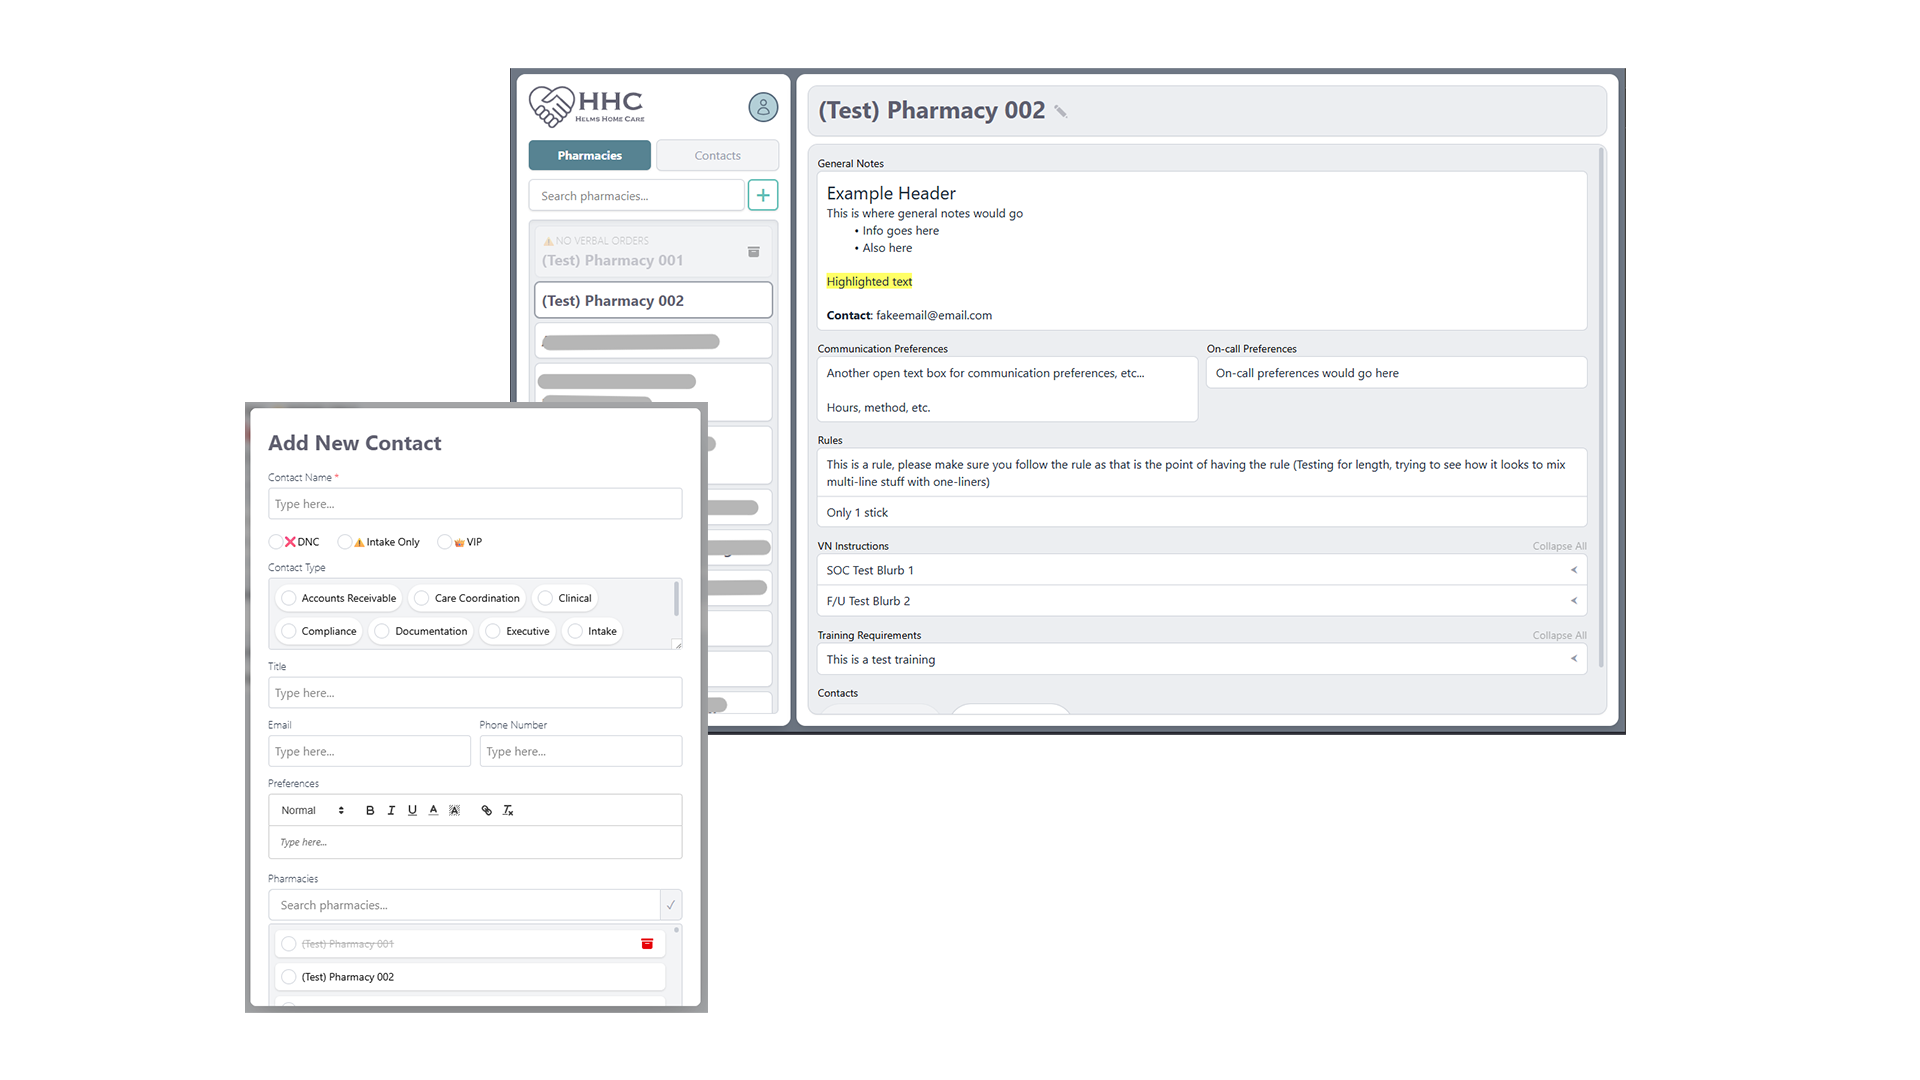 HHC
HELMS HOME CARE
Pharmacies
Contacts
Search pharmacies...
NO VERBAL ORDERS
(Test) Pharmacy 001
(Test) Pharmacy 002
(Test) Pharmacy 002
General Notes
Example Header
This is where general notes would go
• Info goes here
• Also here
Highlighted text
Contact: fakeemail@email.com
Communication Preferences
Another open text box for communication preferences, etc...
Hours, method, etc.
On-call Preferences
On-call preferences would go here
Rules
This is a rule, please make sure you follow the rule as that is the point of having the rule (Testing for length, trying to see how it looks to mix
multi-line stuff with one-liners)
Only 1 stick
VN Instructions
Collapse All
SOC Test Blurb 1
F/U Test Blurb 2
Training Requirements
Collapse All
This is a test training
Contacts
Add New Contact
Contact Name *
Type here...
DNC
Intake Only
VIP
Contact Type
Accounts Receivable
Care Coordination
Clinical
Compliance
Documentation
Executive
Intake
Title
Type here...
Email
Phone Number
Type here...
Type here...
Preferences
Normal
B I U A A
Type here...
Pharmacies
Search pharmacies...
(Test) Pharmacy 001
(Test) Pharmacy 002